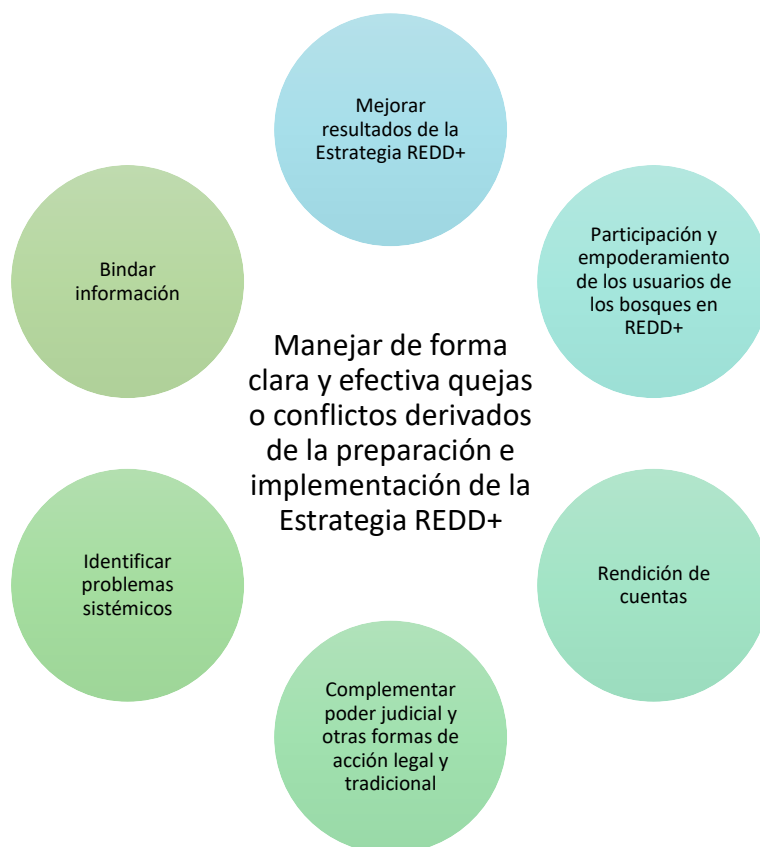 Mejorar
resultados de la
Estrategia REDD+
Participación y
empoderamiento
de los usuarios de
los bosques en
REDD+
Rendición de
cuentas
Complementar
poder judicial y
otras formas de
acción legal y
tradicional
Identificar
problemas
sistémicos
Bindar
información
Manejar de forma
clara y efectiva quejas
o conflictos derivados
de la preparación e
implementación de la
Estrategia REDD+